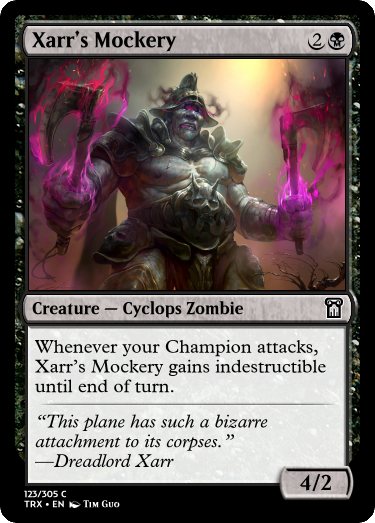 Xarr's Mockery 2
Creature — Cyclops Zombie
Whenever your Champion attacks,
Xarr's Mockery gains indestructible
until end of turn.
“This plane has such a bizarre
attachment to its corpses.”
—Dreadlord Xarr
4/2
123/305 C
TRX • EN Tim Guo